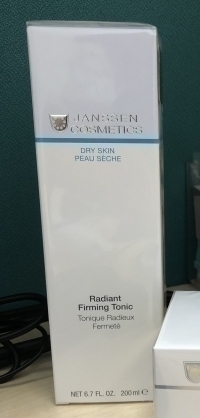 JANSSEN
COSMETICS
DRY SKIN
PEAU SÈCHE
Radiant
Firming Tonic
Tonique Radieux
Fermeté
NET 6.7 FL. OZ. 200 ml ℮